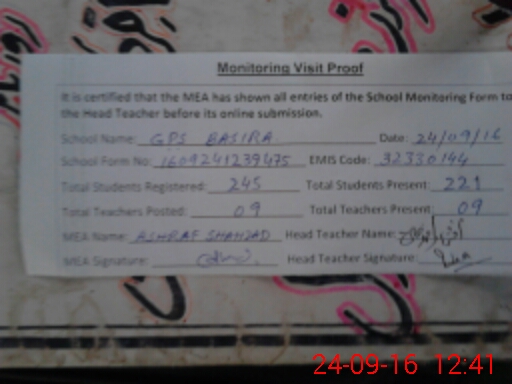 Monitoring Visit Proof
It is certified that the MEA has shown all entries of the School Monitoring Form to
the Head Teacher before its online submission.
School Name: GPS BASIRA Date: 24/09/16
School Form No: 1609241239475 EMIS Code: 32330144
Total Students Registered: 245 Total Students Present: 221
Total Teachers Posted: 09 Total Teachers Present: 09
MEA Name: ASHRAF SHAHZAD Head Teacher Name:
MEA Signature: Head Teacher Signature:
24-09-16 12:41